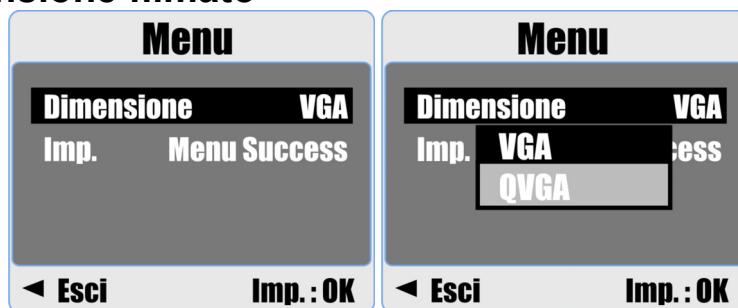 Menu
Dimensione VGA
Imp. Menu Success
◄ Esci Imp.: OK
Menu
Dimensione VGA
Imp.
VGA
QVGA
◄ Esci Imp.: OK